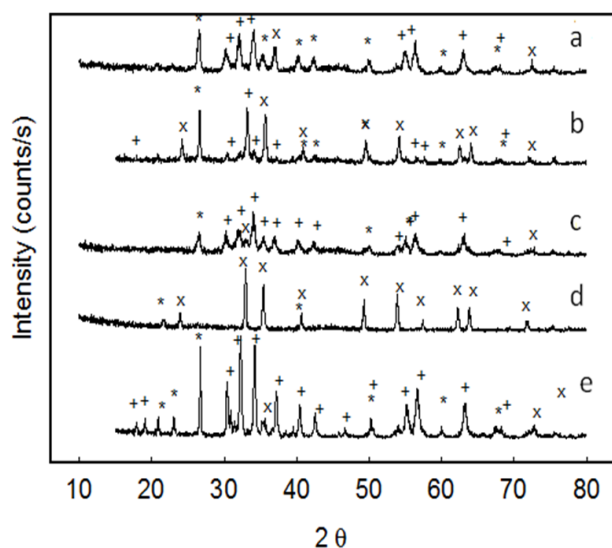 Intensity (counts/s)
* + + + * x * * * + + * + * + x a
+ x * + + x + x * * x x + + * x x * + x b
* + + x + + + + + * + * + + + x c
* x x x * x x x x x x d
+ + * * * + + + x + + + + + * + + * + * + x x e
10 20 30 40 50 60 70 80
2 θ